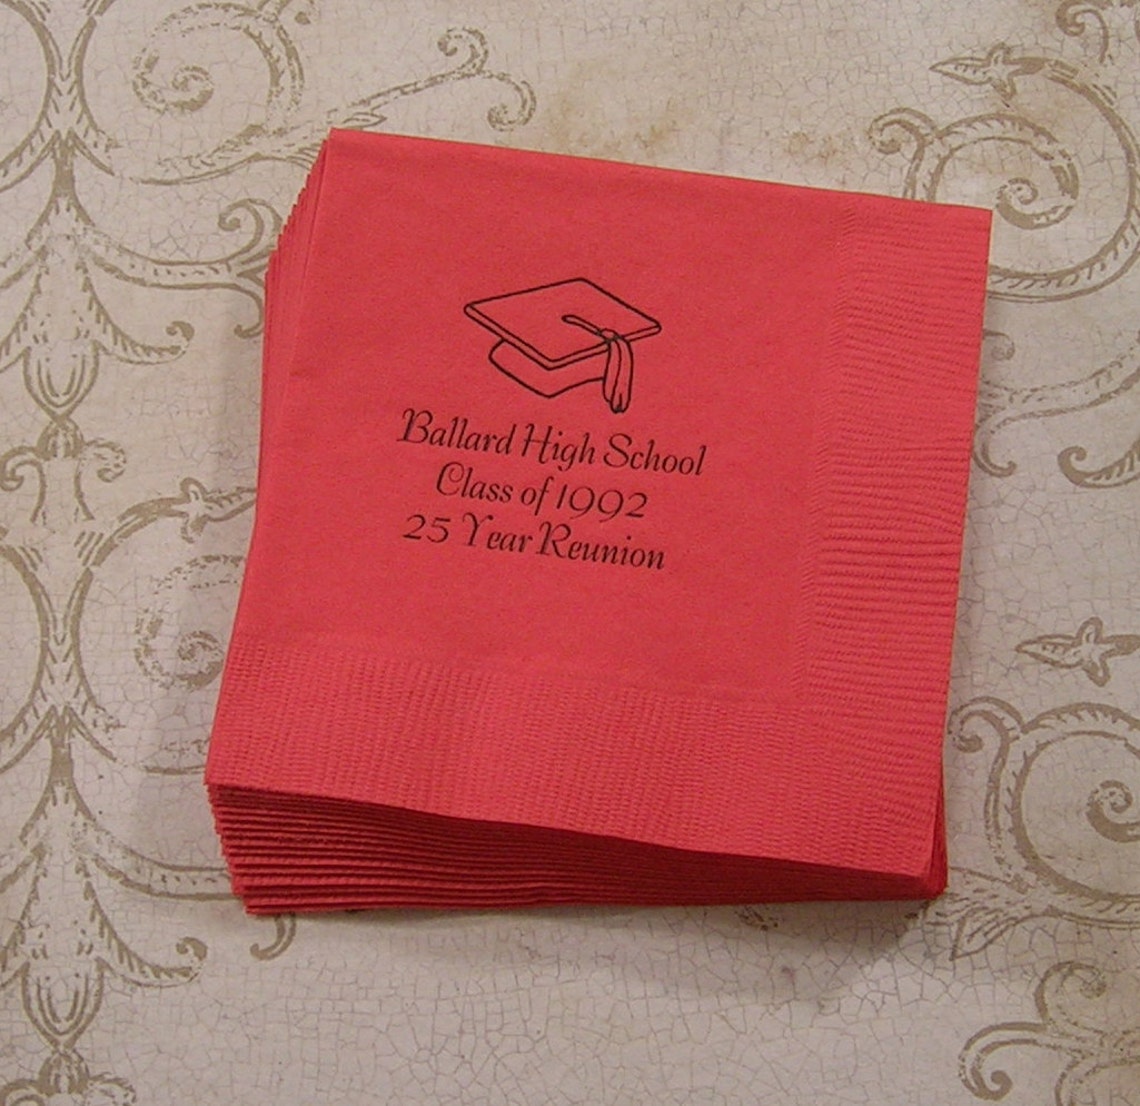 Ballard High School
Class of 1992
25 Year Reunion